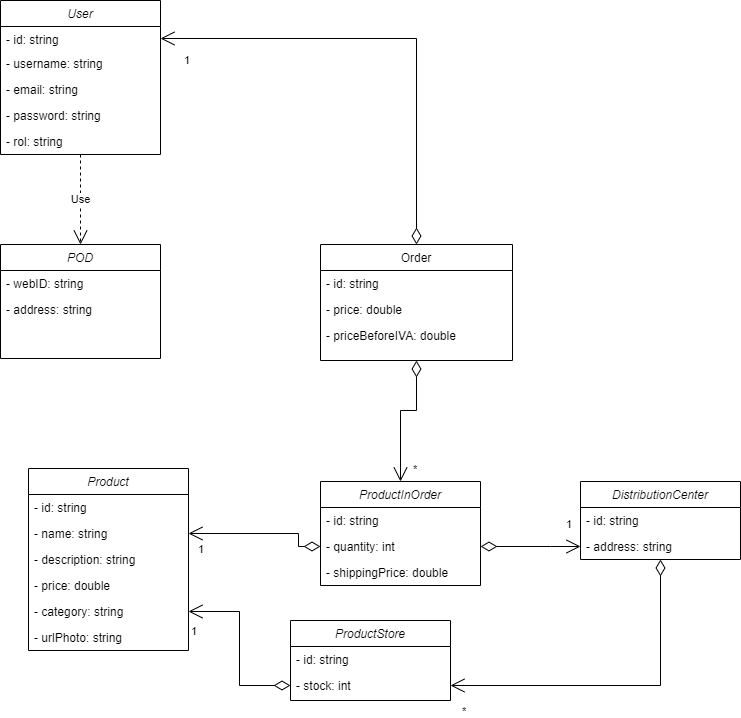 User
- id: string
- username: string
- email: string
- password: string
- rol: string
1
Use
POD
- webID: string
- address: string
Order
- id: string
- price: double
- priceBeforeIVA: double
*
Product
- id: string
- name: string
- description: string
- price: double
- category: string
- urlPhoto: string
1
1
ProductInOrder
- id: string
- quantity: int
- shippingPrice: double
1
DistributionCenter
- id: string
- address: string
ProductStore
- id: string
- stock: int
*